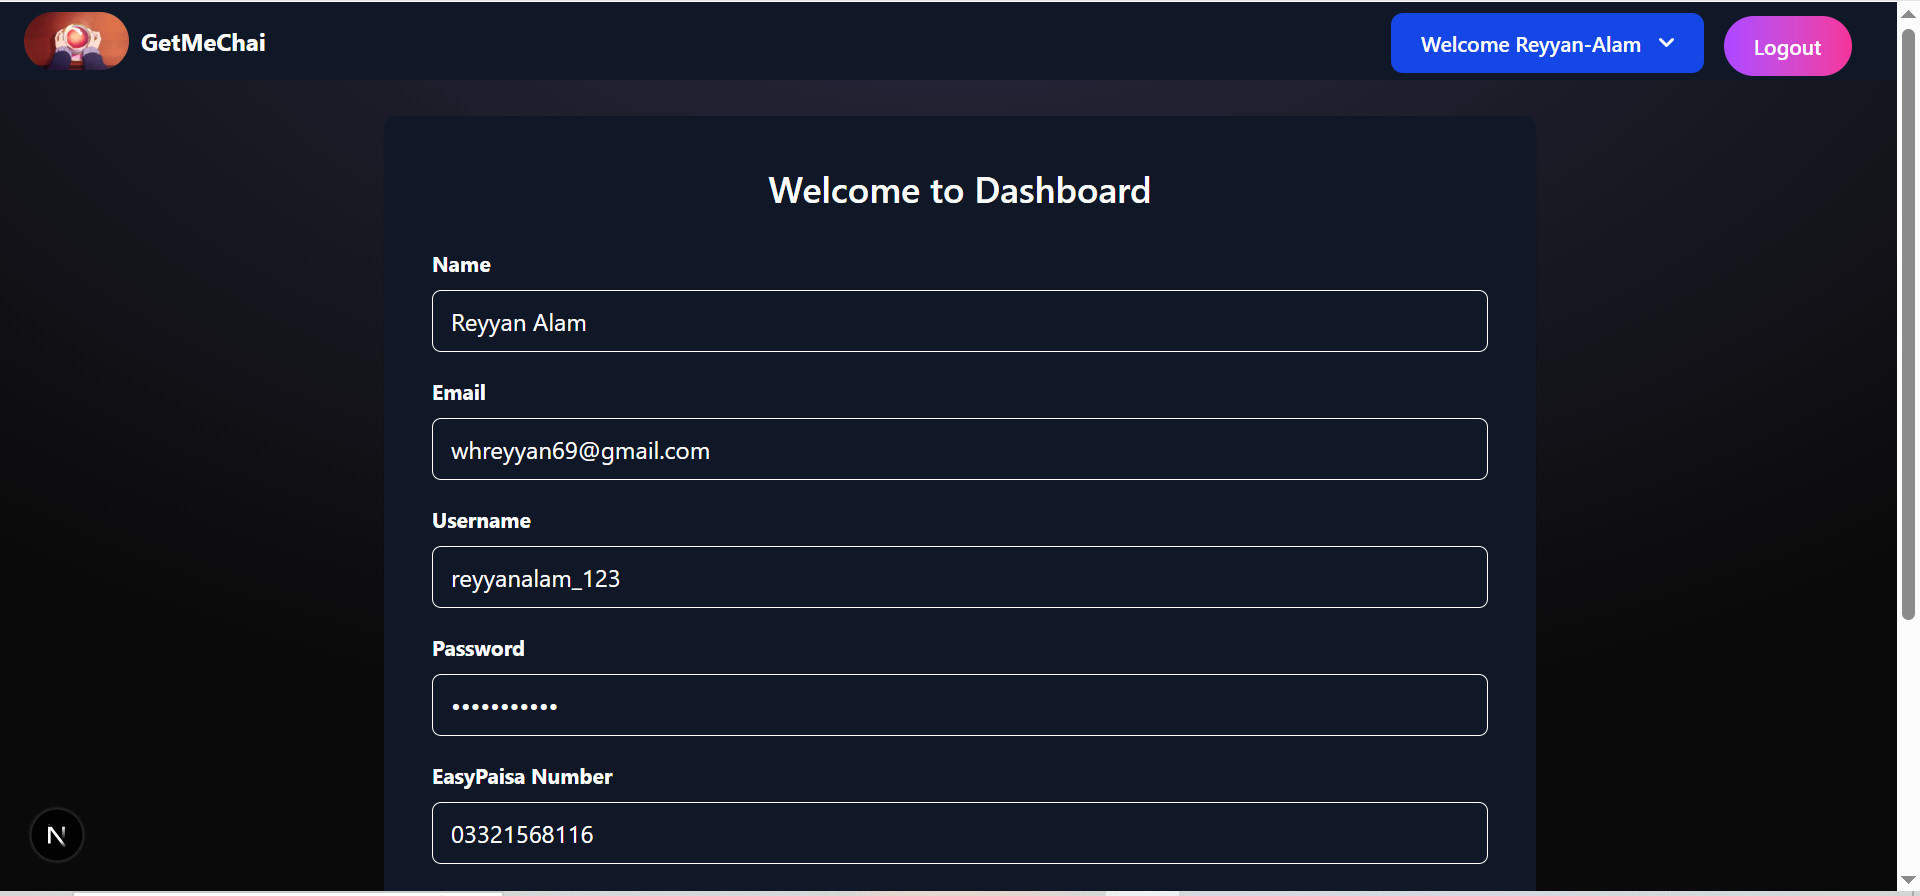 GetMeChai
Welcome Reyyan-Alam
Logout
Welcome to Dashboard
Name
Reyyan Alam
Email
whreyyan69@gmail.com
Username
reyyanalam_123
Password
•••••••••••
EasyPaisa Number
03321568116
N